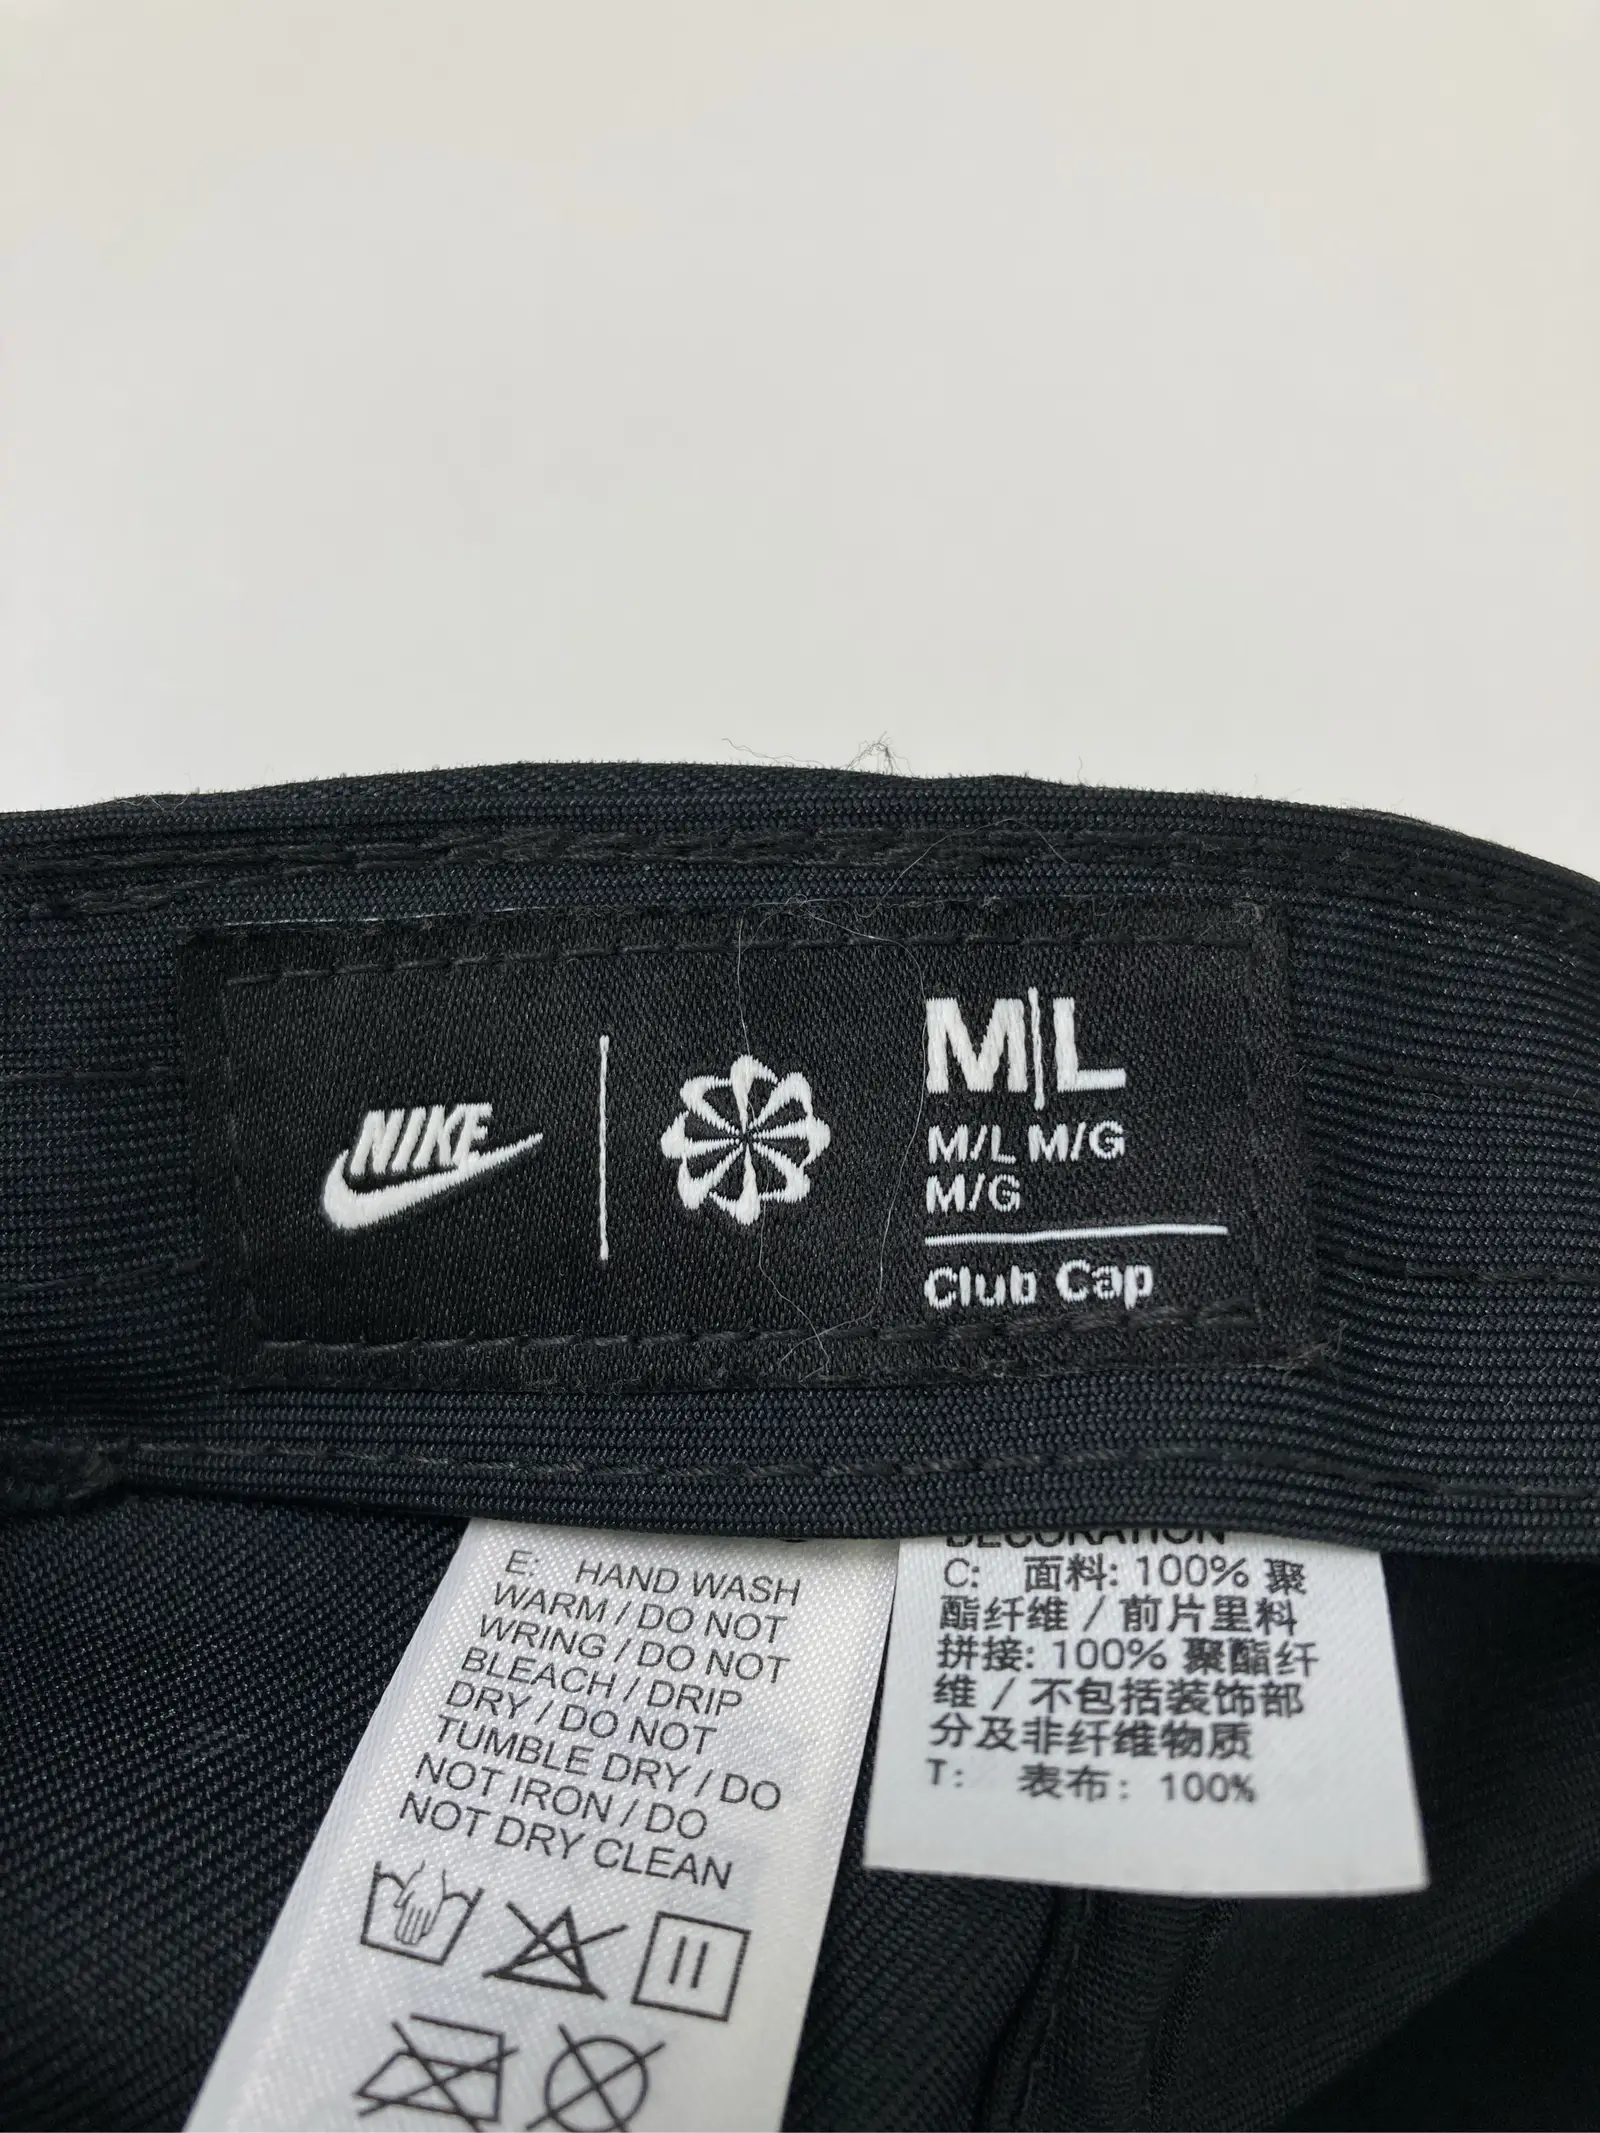 NIKE
M|L
M/L M/G
M/G
Club Cap
E: HAND WASH
WARM / DO NOT
WRING / DO NOT
BLEACH / DRIP
DRY / DO NOT
TUMBLE DRY / DO
NOT IRON / DO
NOT DRY CLEAN
DECORATION
C: 面料: 100% 聚
酯纤维 / 前片里料
拼接: 100% 聚酯纤
维 / 不包括装饰部
分及非纤维物质
T: 表布: 100%